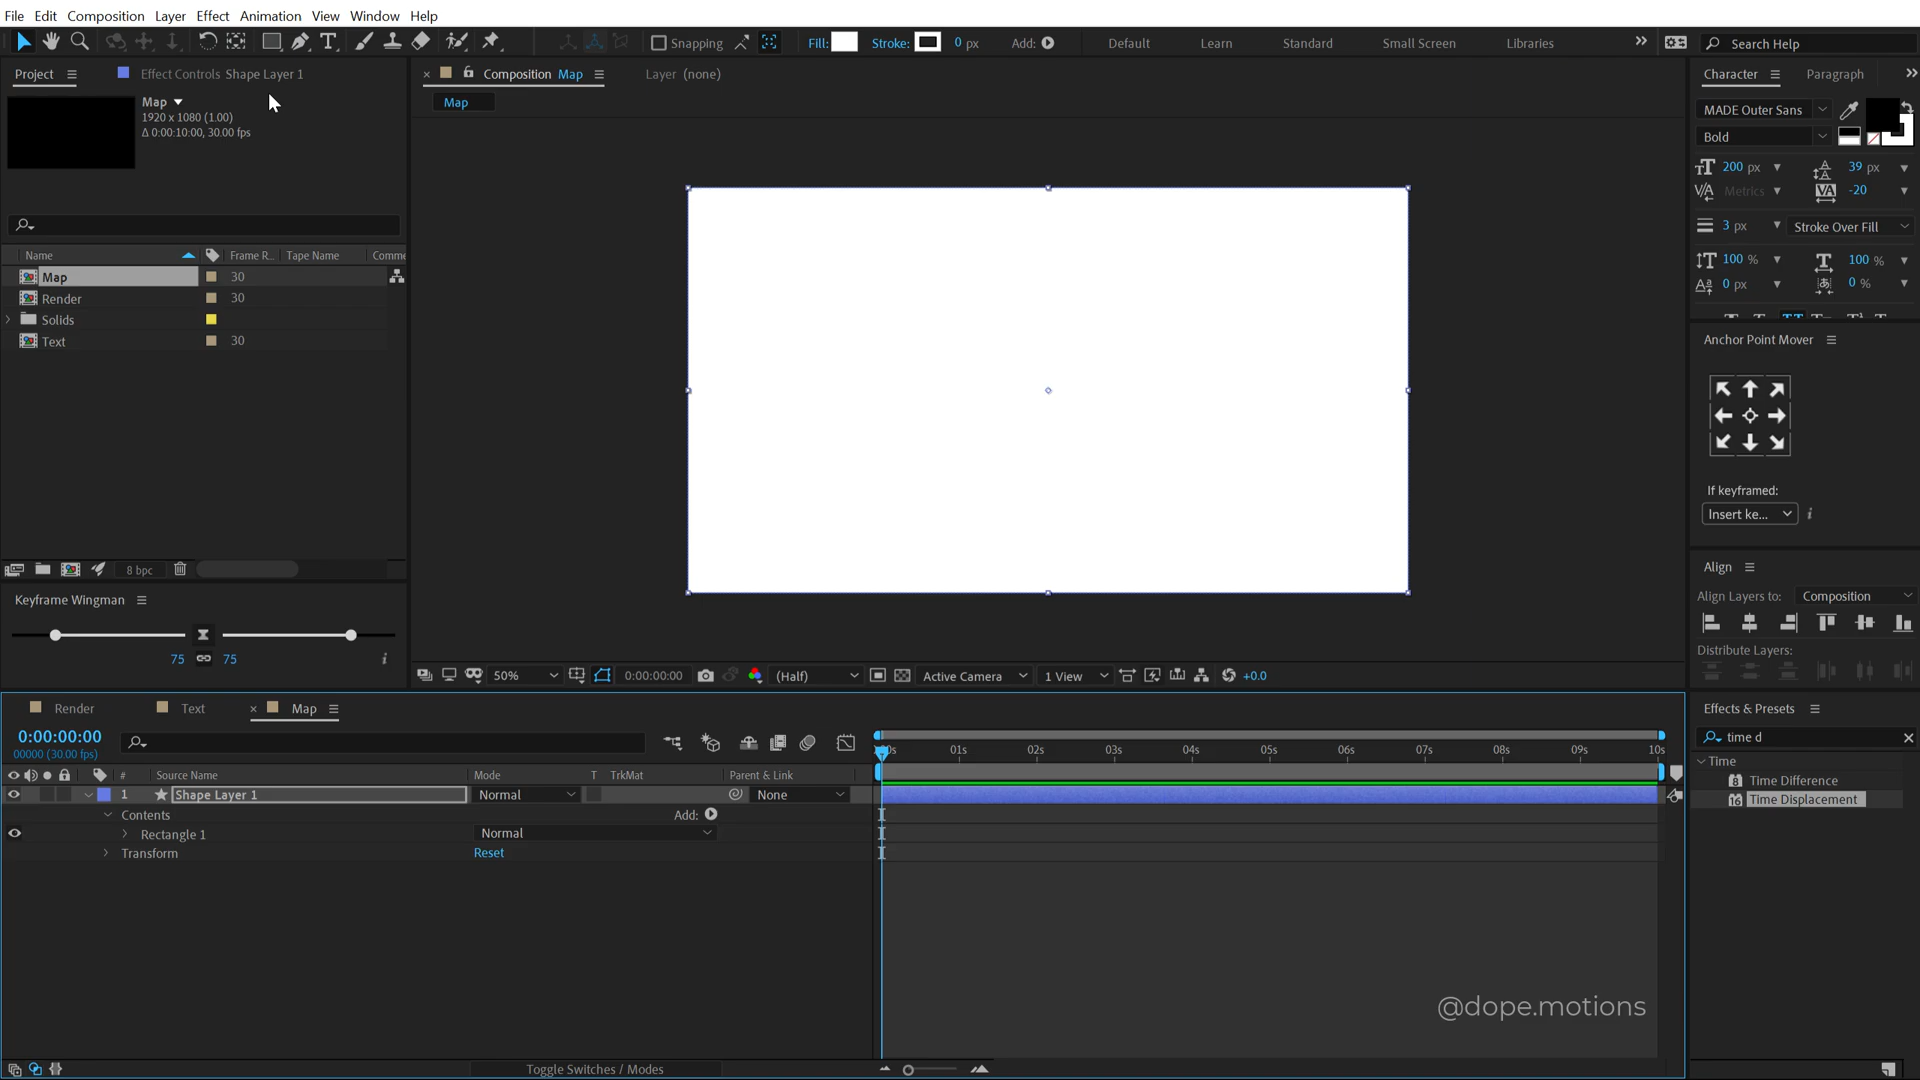 File Edit Composition Layer Effect Animation View Window Help
Snapping Fill: Stroke: 0 px Add: Default Learn Standard Small Screen Libraries Search Help
Project Effect Controls Shape Layer 1 Composition Map Layer (none) Character Paragraph
Map
1920 x 1080 (1.00)
Δ 0:00:10:00, 30.00 fps
Map
MADE Outer Sans
Bold
200 px 39 px
Metrics -20
3 px Stroke Over Fill
100 % 100 %
0 px 0 %
Name Frame R... Tape Name Comme
Map 30
Render 30
Solids
Text 30
Anchor Point Mover
If keyframed:
Insert ke...
8 bpc
Keyframe Wingman
75 75
Align
Align Layers to: Composition
Distribute Layers:
50% 0:00:00:00 (Half) Active Camera 1 View +0.0
Render Text Map
0:00:00:00
00000 (30.00 fps)
01s 02s 03s 04s 05s 06s 07s 08s 09s 10s
# Source Name Mode T TrkMat Parent & Link
1 Shape Layer 1 Normal None
Contents Add:
Rectangle 1 Normal
Transform Reset
Effects & Presets
time d
Time
Time Difference
Time Displacement
@dope.motions
Toggle Switches / Modes